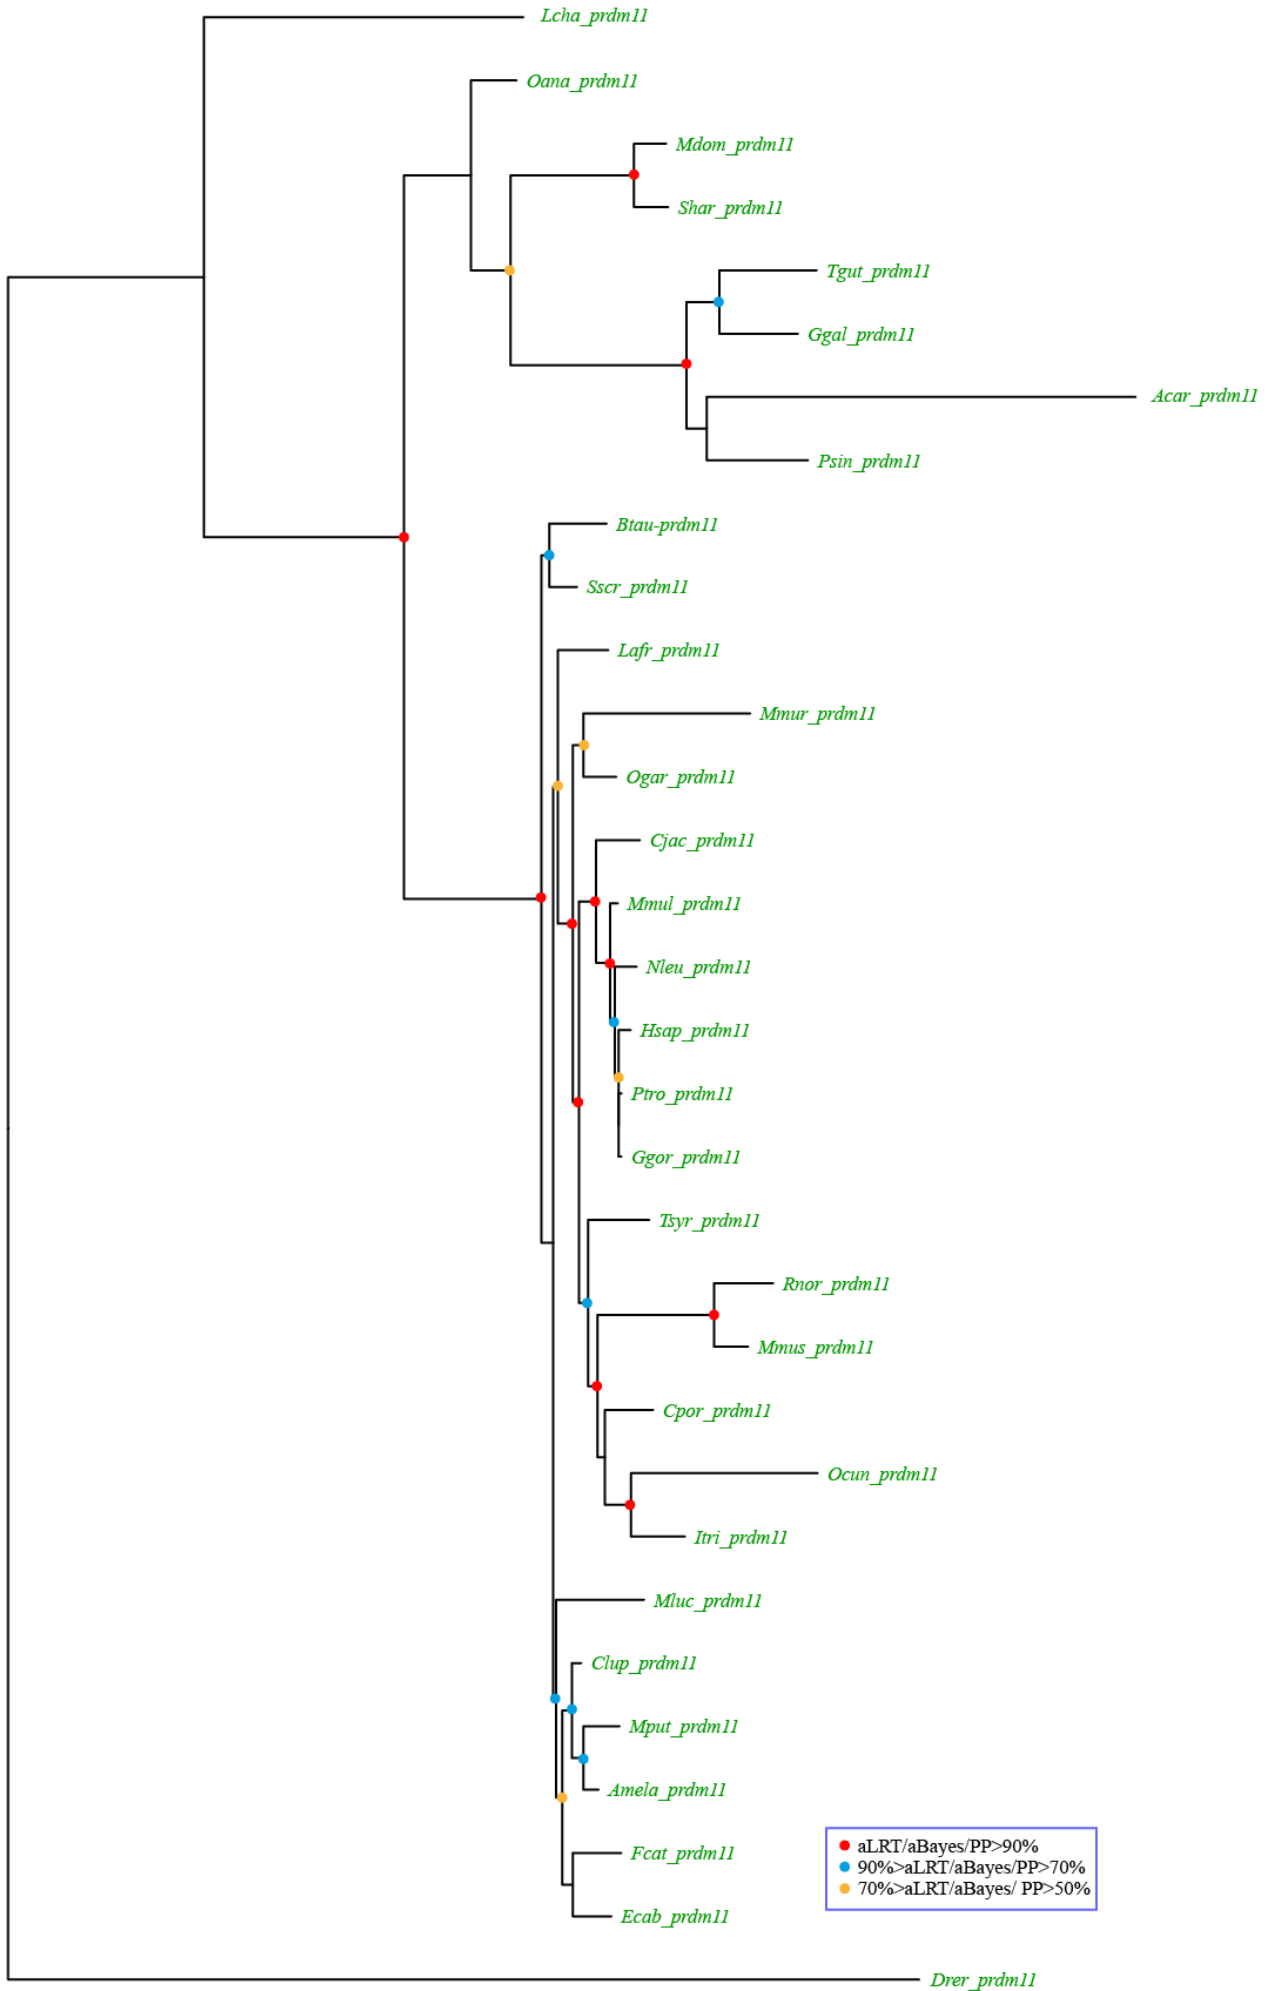 Lcha_prdm11
Oana_prdm11
Mdom_prdm11
Shar_prdm11
Tgut_prdm11
Ggal_prdm11
Acar_prdm11
Psin_prdm11
Btau-prdm11
Sscr_prdm11
Lafr_prdm11
Mmur_prdm11
Ogar_prdm11
Cjac_prdm11
Mmul_prdm11
Nleu_prdm11
Hsap_prdm11
Ptro_prdm11
Ggor_prdm11
Tsyr_prdm11
Rnor_prdm11
Mmus_prdm11
Cpor_prdm11
Ocun_prdm11
Itri_prdm11
Mluc_prdm11
Clup_prdm11
Mput_prdm11
Amela_prdm11
Fcat_prdm11
Ecab_prdm11
aLRT/aBayes/PP>90%
90%>aLRT/aBayes/PP>70%
70%>aLRT/aBayes/ PP>50%
Drer_prdm11